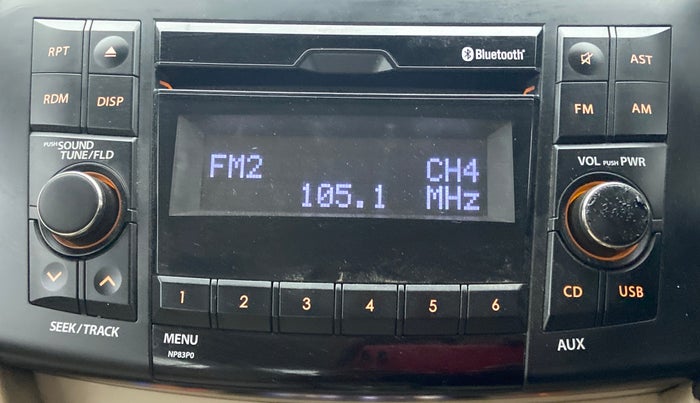 RPT
RDM
DISP
Bluetooth
AST
FM
AM
PUSH SOUND
TUNE/FLD
FM2 CH4
105.1 MHz
VOL PUSH PWR
1 2 3 4 5 6
CD
USB
SEEK/TRACK
MENU
NP83P0
AUX